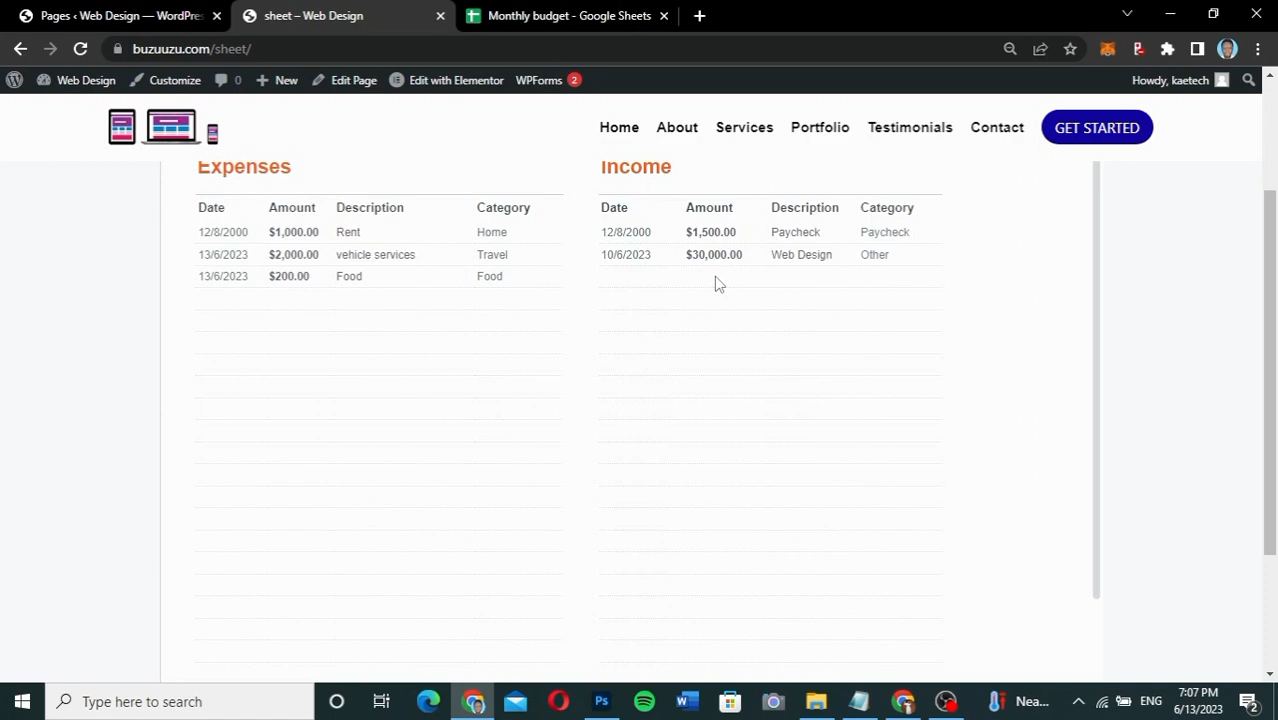 Pages ‹ Web Design — WordPres
sheet – Web Design
Monthly budget - Google Sheets
buzuuzu.com/sheet/
Web Design
Customize
0
New
Edit Page
Edit with Elementor
WPForms 2
Howdy, kaetech
Home
About
Services
Portfolio
Testimonials
Contact
GET STARTED
Expenses
Date Amount Description Category
12/8/2000 $1,000.00 Rent Home
13/6/2023 $2,000.00 vehicle services Travel
13/6/2023 $200.00 Food Food
Income
Date Amount Description Category
12/8/2000 $1,500.00 Paycheck Paycheck
10/6/2023 $30,000.00 Web Design Other
Type here to search
Nea...
ENG
7:07 PM
6/13/2023
2